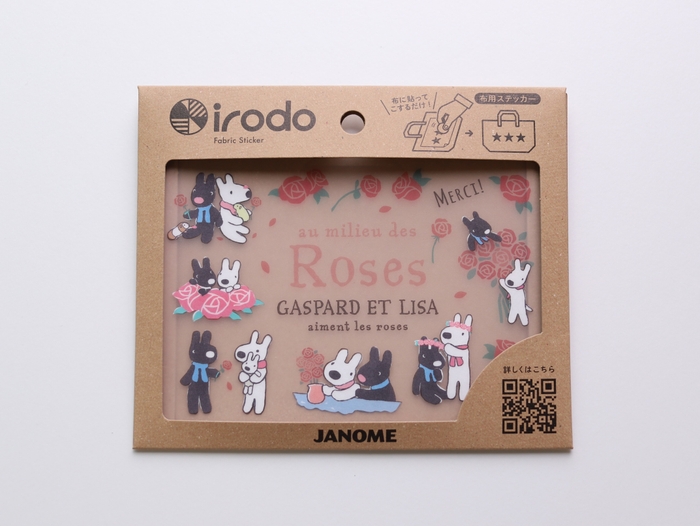 irodo
Fabric Sticker
布に貼って
こするだけ!
布用ステッカー
MERCI!
au milieu des
Roses
GASPARD ET LISA
aiment les roses
詳しくはこちら
JANOME